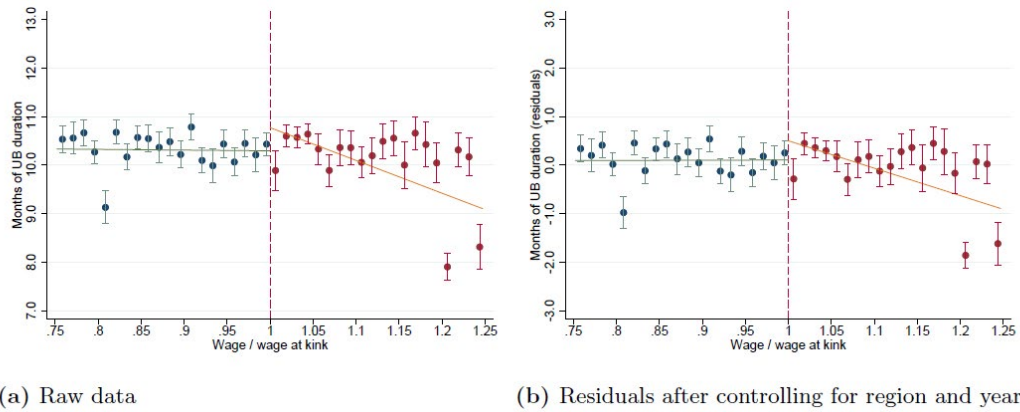 13.0
12.0
11.0
10.0
9.0
8.0
7.0
Months of UB duration
.75 .8 .85 .9 .95 1 1.05 1.1 1.15 1.2 1.25
Wage / wage at kink
3.0
2.0
1.0
0.0
-1.0
-2.0
-3.0
Months of UB duration (residuals)
.75 .8 .85 .9 .95 1 1.05 1.1 1.15 1.2 1.25
Wage / wage at kink
(a) Raw data
(b) Residuals after controlling for region and year